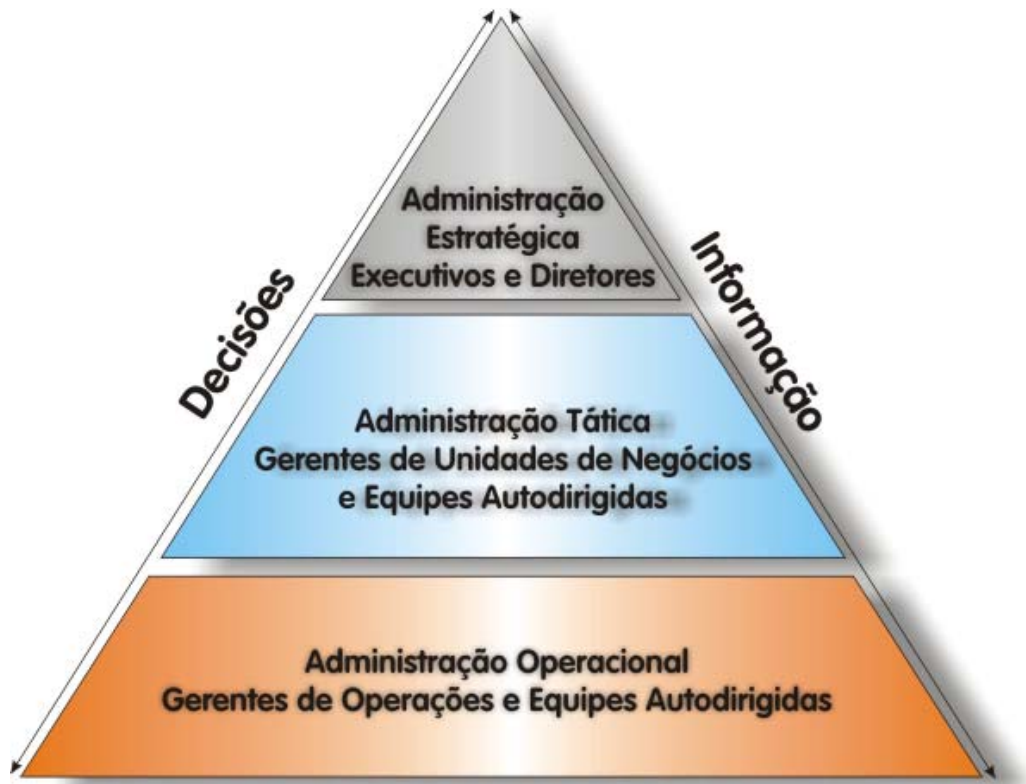 Administração
Estratégica
Executivos e Diretores
Decisões
Informação
Administração Tática
Gerentes de Unidades de Negócios
e Equipes Autodirigidas
Administração Operacional
Gerentes de Operações e Equipes Autodirigidas